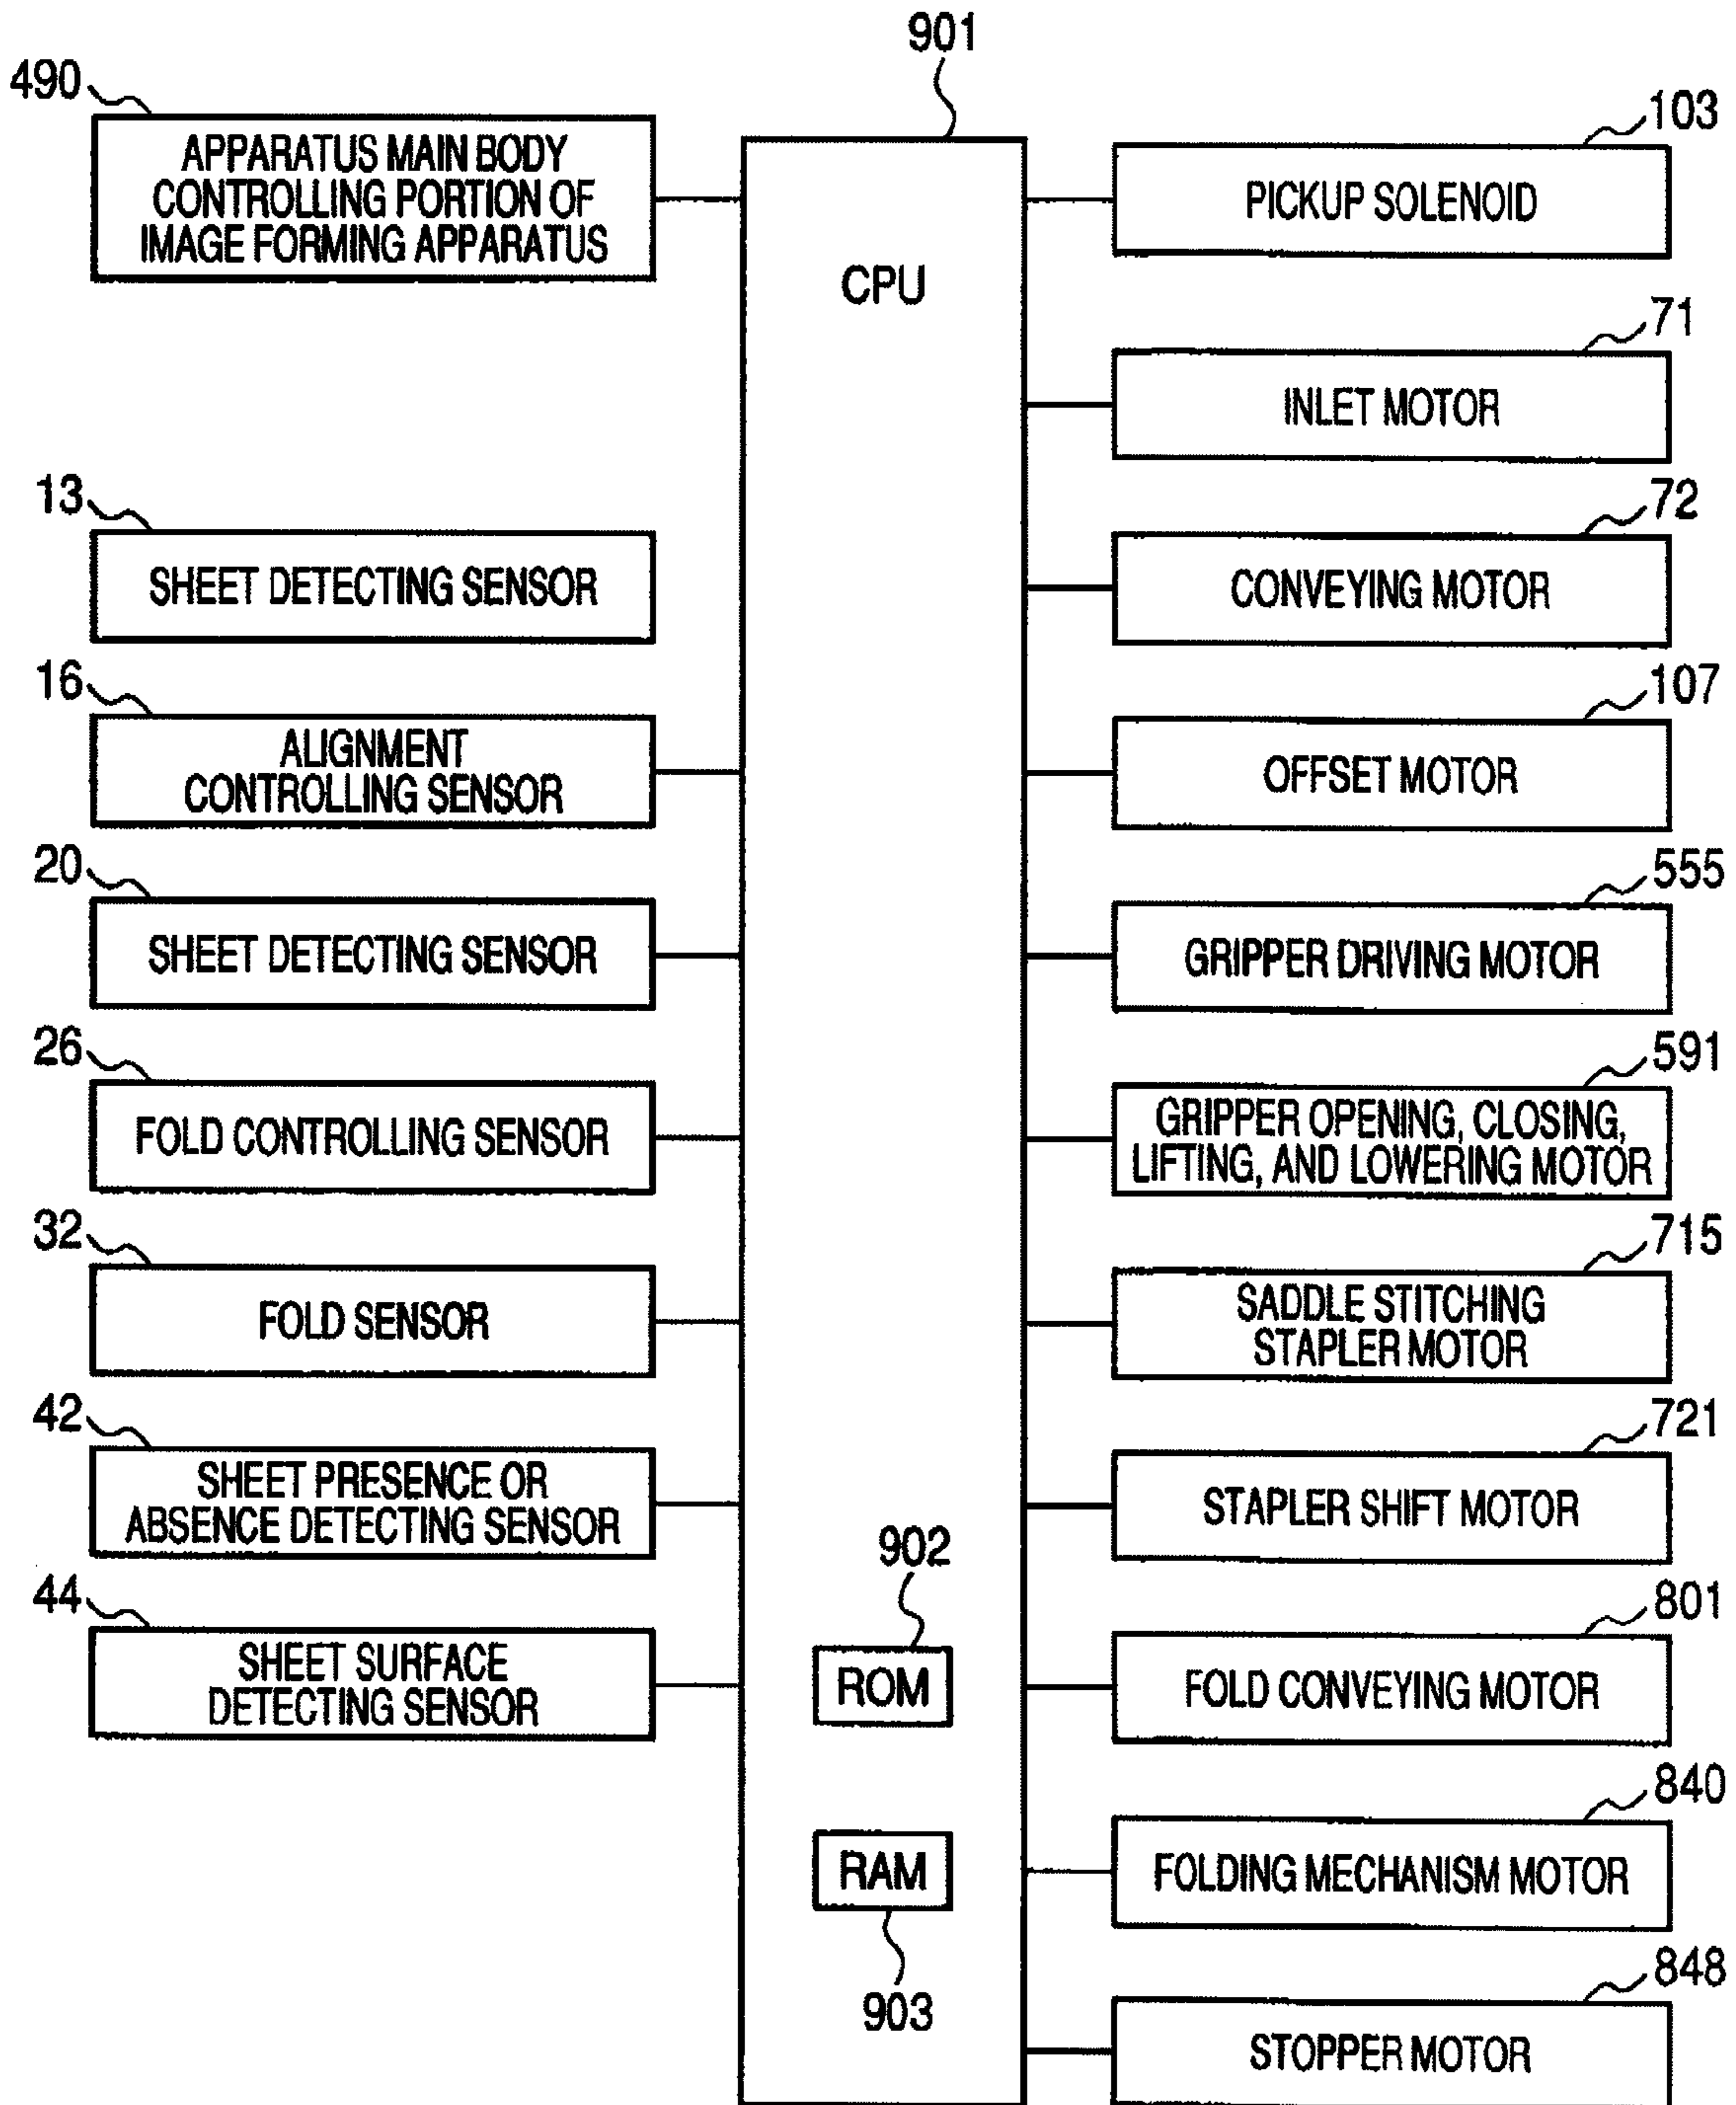 901
490
APPARATUS MAIN BODY
CONTROLLING PORTION OF
IMAGE FORMING APPARATUS
13
SHEET DETECTING SENSOR
16
ALIGNMENT
CONTROLLING SENSOR
20
SHEET DETECTING SENSOR
26
FOLD CONTROLLING SENSOR
32
FOLD SENSOR
42
SHEET PRESENCE OR
ABSENCE DETECTING SENSOR
44
SHEET SURFACE
DETECTING SENSOR
CPU
902
ROM
RAM
903
103
PICKUP SOLENOID
71
INLET MOTOR
72
CONVEYING MOTOR
107
OFFSET MOTOR
555
GRIPPER DRIVING MOTOR
591
GRIPPER OPENING, CLOSING,
LIFTING, AND LOWERING MOTOR
715
SADDLE STITCHING
STAPLER MOTOR
721
STAPLER SHIFT MOTOR
801
FOLD CONVEYING MOTOR
840
FOLDING MECHANISM MOTOR
848
STOPPER MOTOR